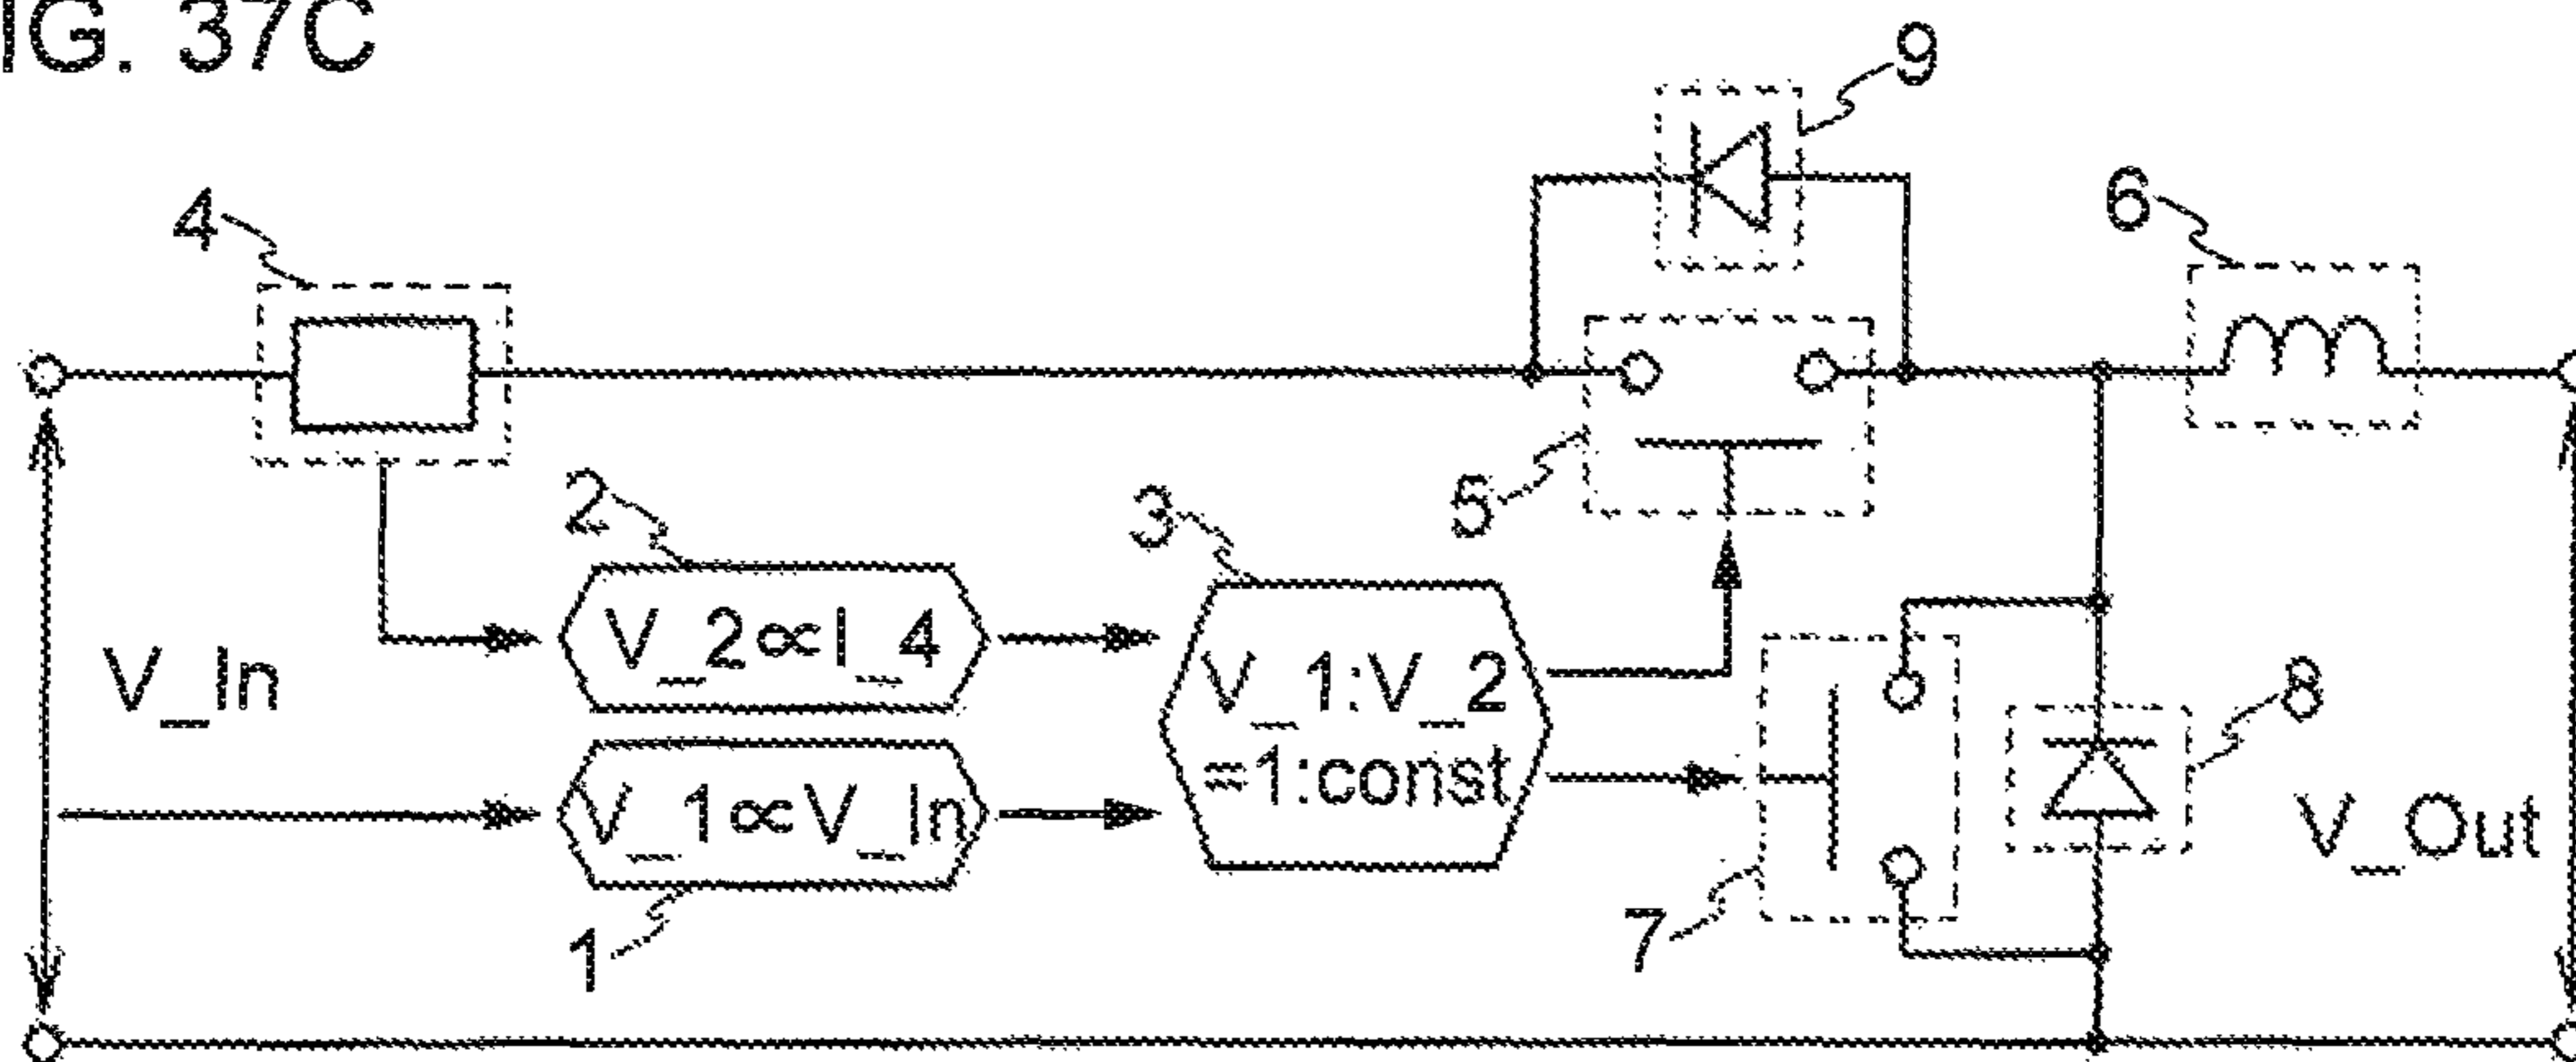 IG. 37C
9
4
6
5
2
3
V_2∝I_4
V_1:V_2
=1:const
V_In
8
V_1∝V_In
V_Out
7
1